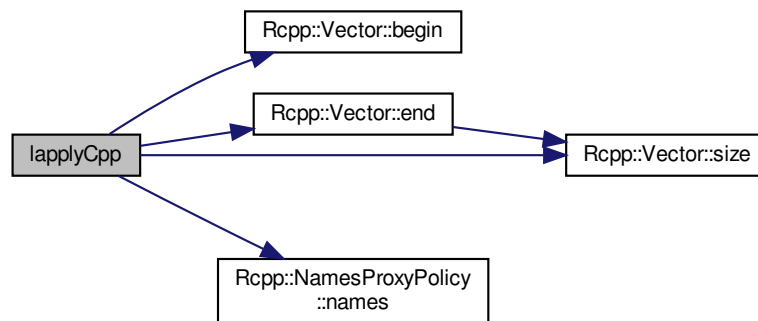 Rcpp::Vector::begin
Rcpp::Vector::end
lapplyCpp
Rcpp::Vector::size
Rcpp::NamesProxyPolicy
::names